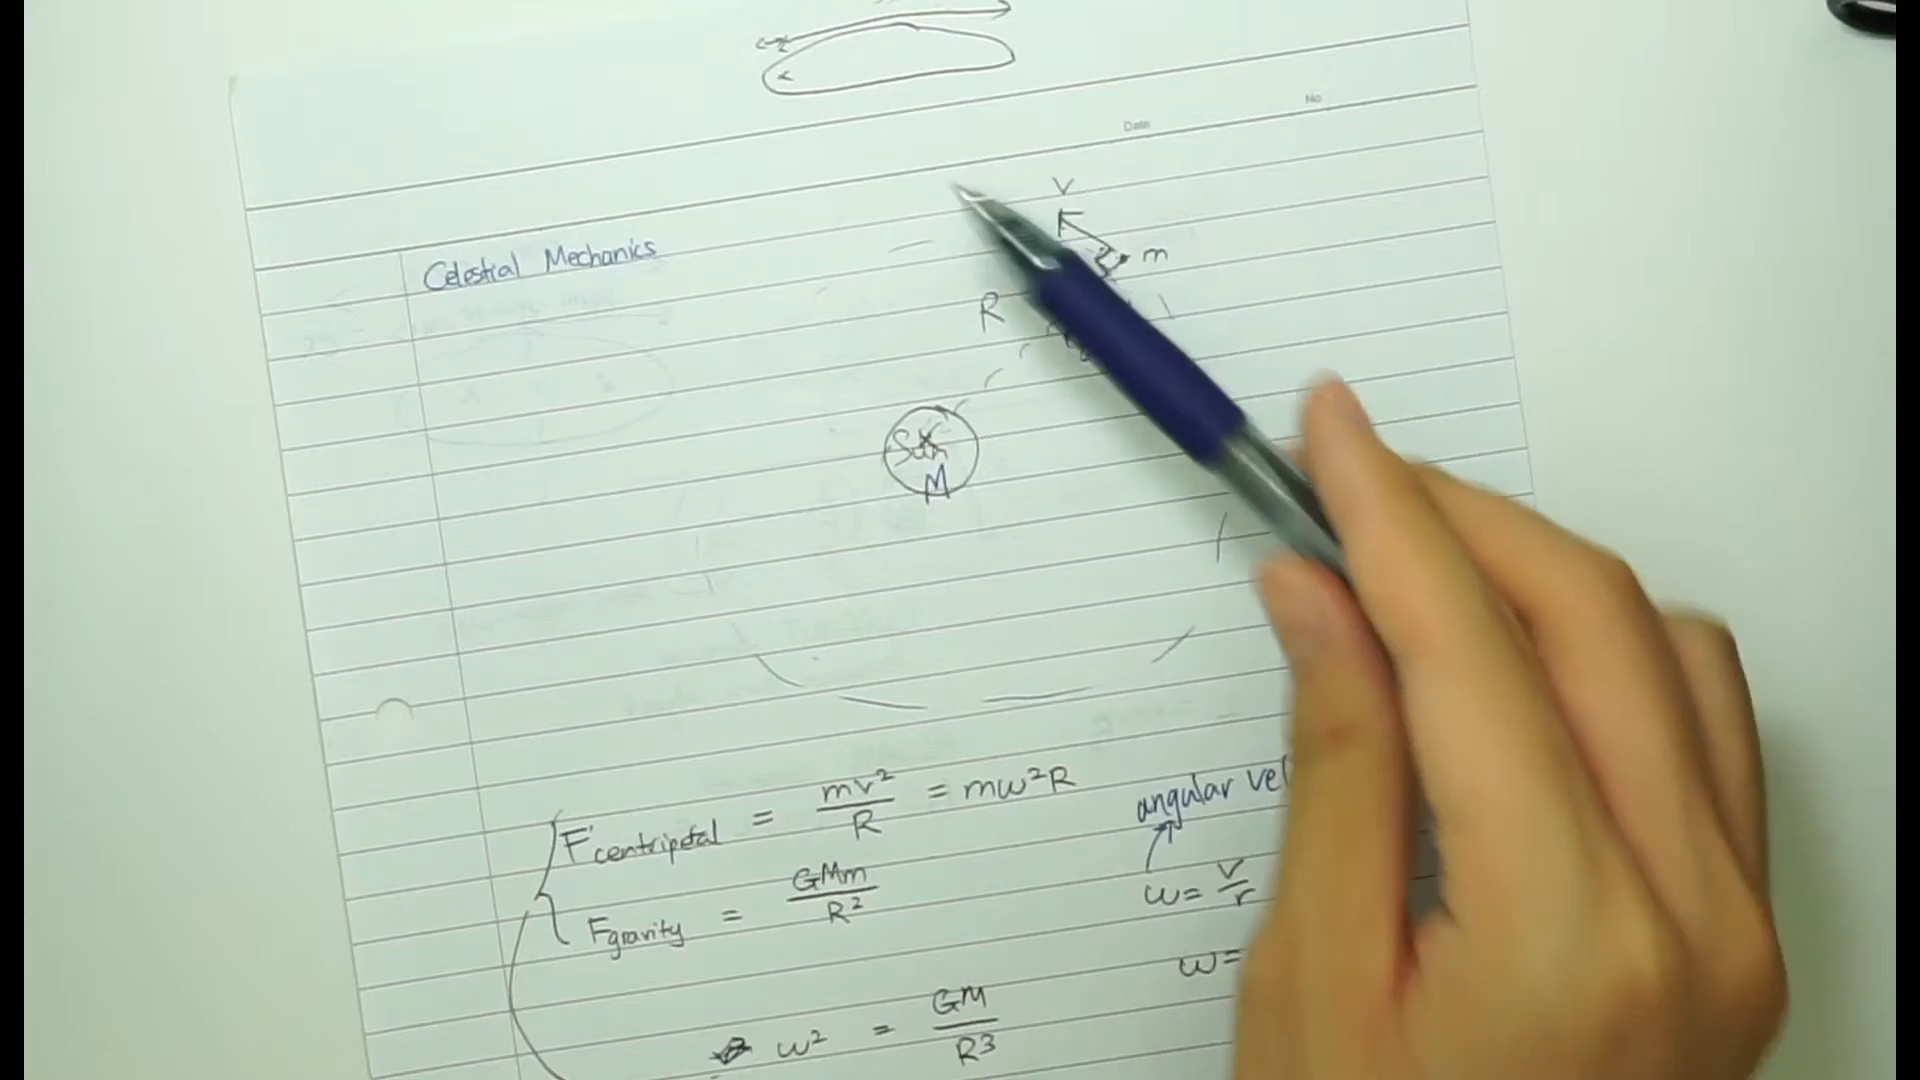 No
Date
V
m
Celestial Mechanics
R
Sun
M
Fcentripetal = mv²/R = mω²R
angular vel
ω = v/r
Fgravity = GMm/R²
ω =
ω² = GM/R³